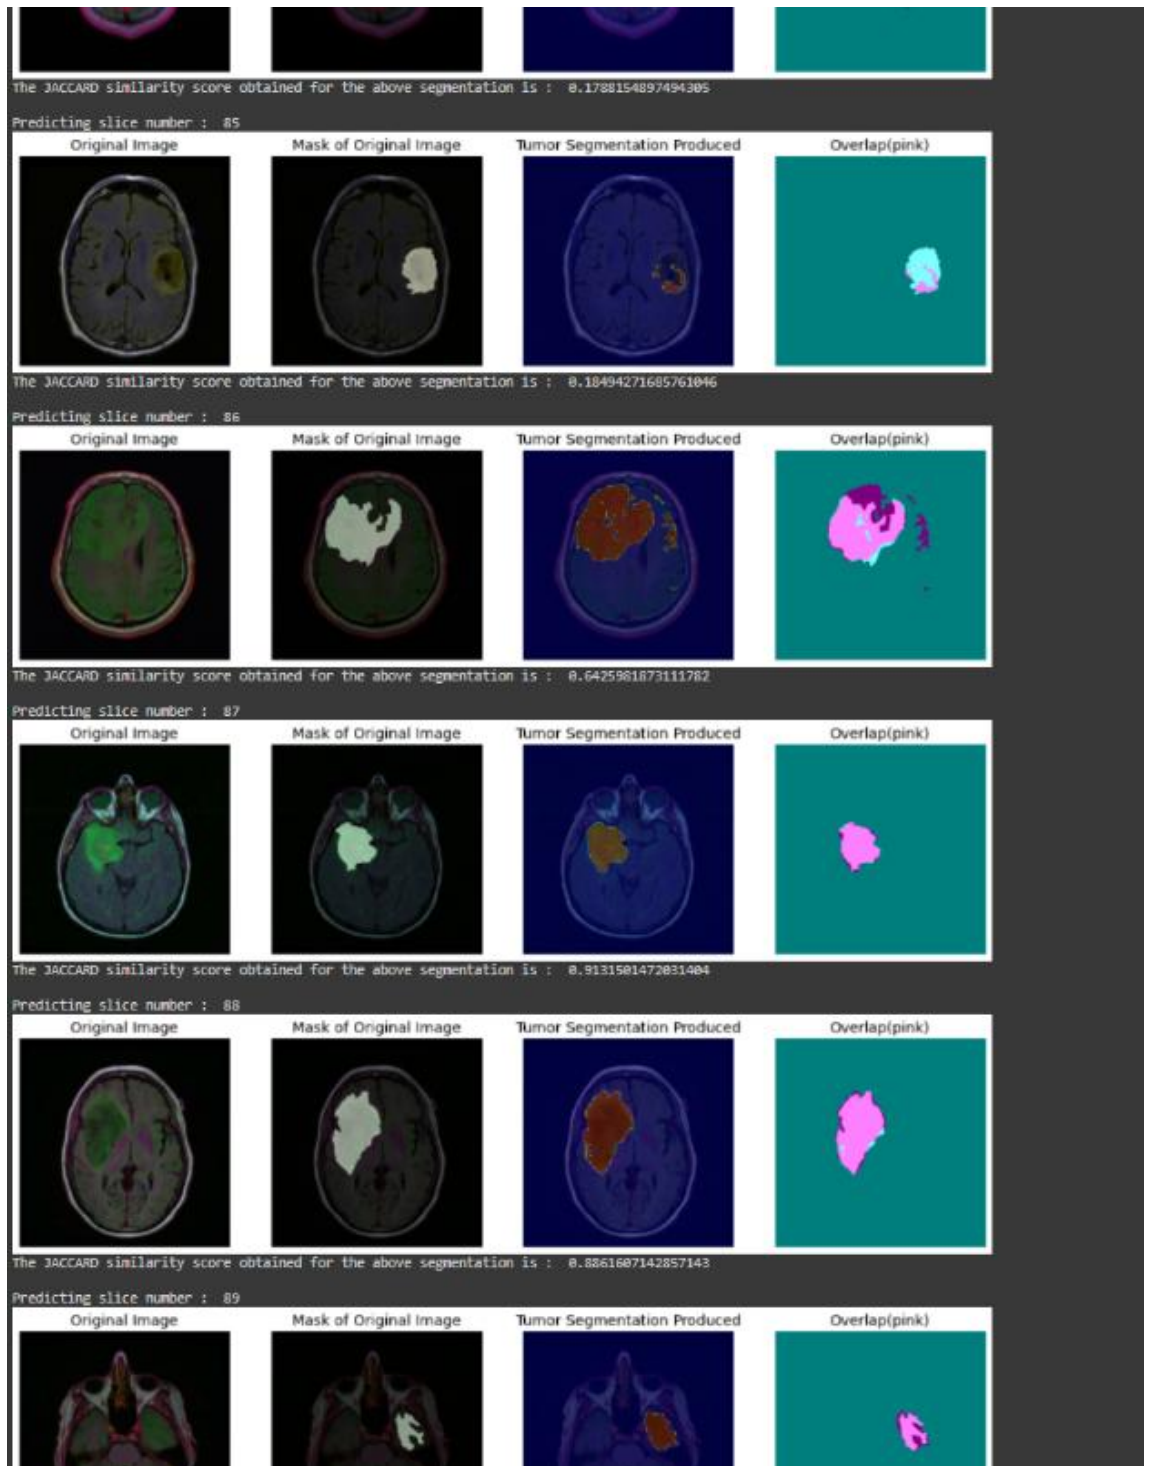 The JACCARD similarity score obtained for the above segmentation is :  0.1788154897494305
Predicting slice number :  85
Original Image Mask of Original Image Tumor Segmentation Produced Overlap(pink)
The JACCARD similarity score obtained for the above segmentation is :  0.18494271685761046
Predicting slice number :  86
Original Image Mask of Original Image Tumor Segmentation Produced Overlap(pink)
The JACCARD similarity score obtained for the above segmentation is :  0.6425981873111782
Predicting slice number :  87
Original Image Mask of Original Image Tumor Segmentation Produced Overlap(pink)
The JACCARD similarity score obtained for the above segmentation is :  0.9131501472031404
Predicting slice number :  88
Original Image Mask of Original Image Tumor Segmentation Produced Overlap(pink)
The JACCARD similarity score obtained for the above segmentation is :  0.8861607142857143
Predicting slice number :  89
Original Image Mask of Original Image Tumor Segmentation Produced Overlap(pink)